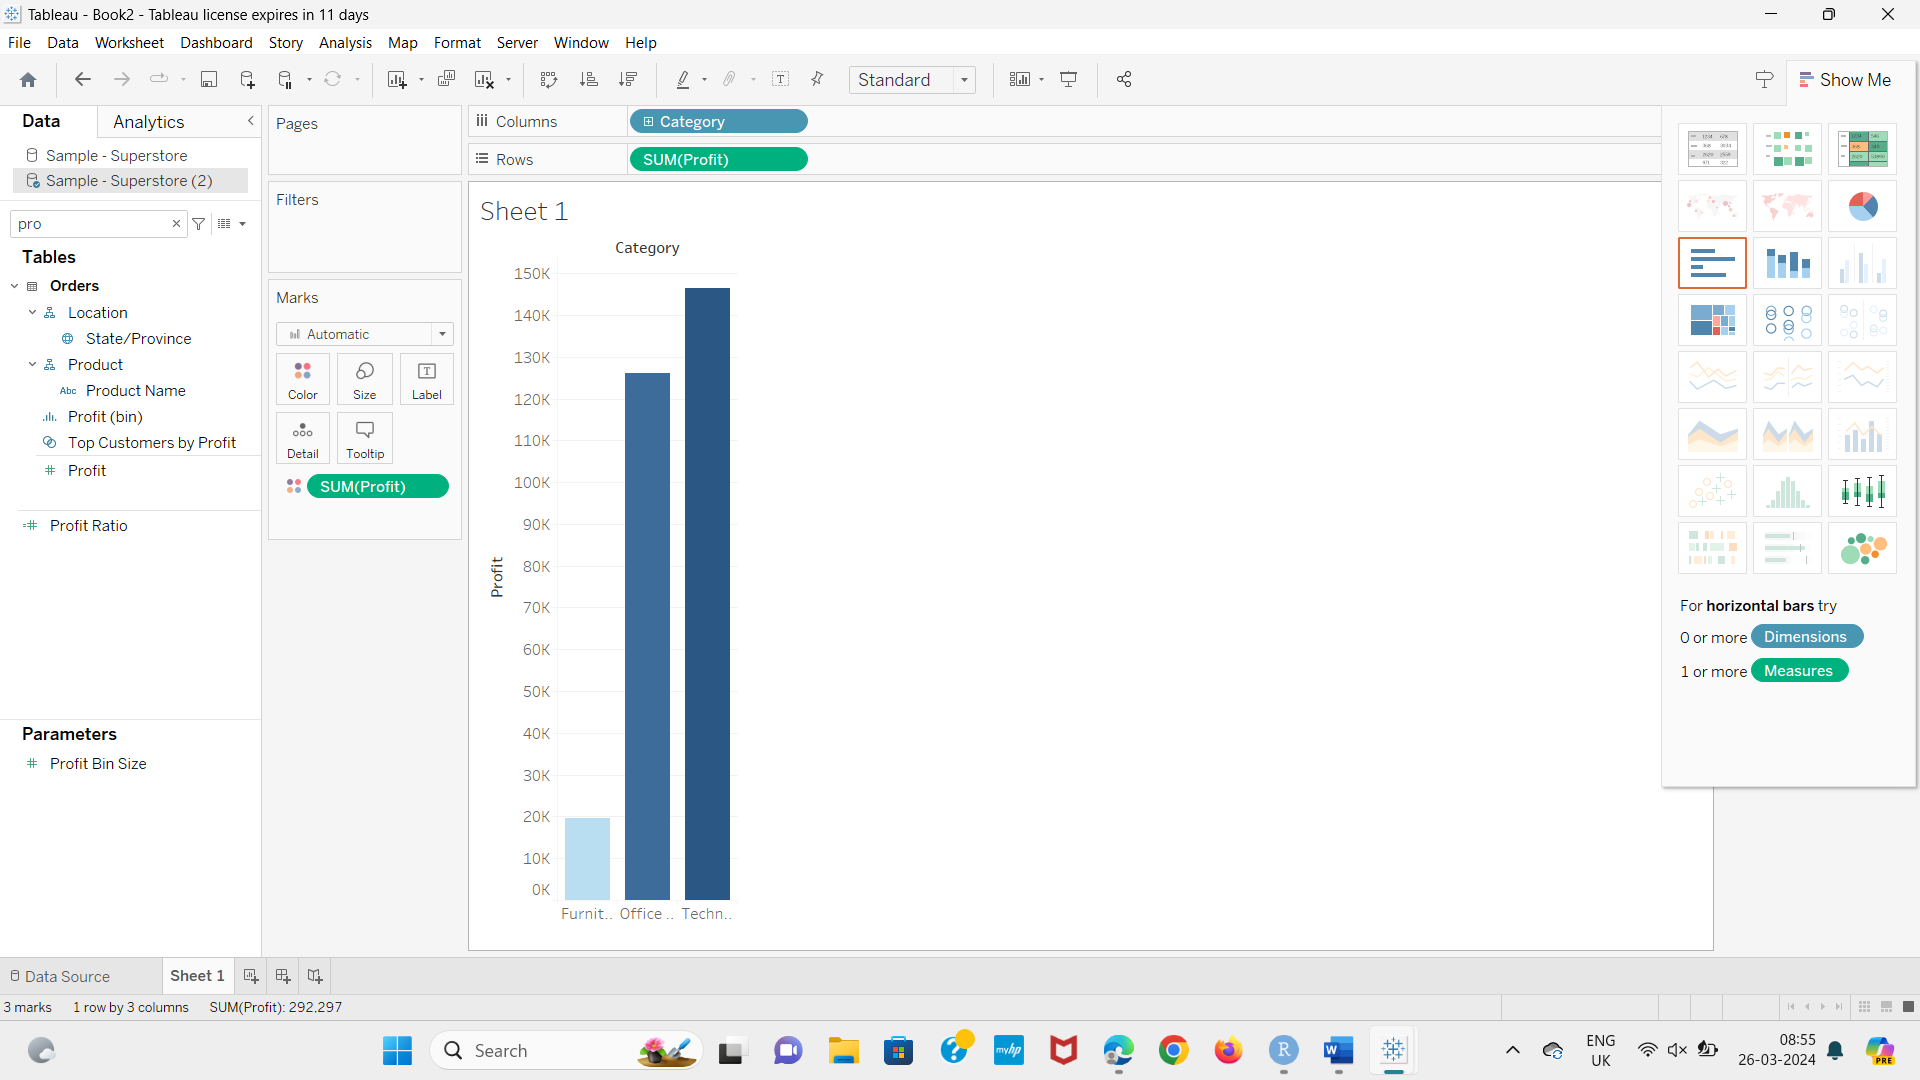 Tableau - Book2 - Tableau license expires in 11 days
File Data Worksheet Dashboard Story Analysis Map Format Server Window Help
Standard
Show Me
Data Analytics
Sample - Superstore
Sample - Superstore (2)
pro
Tables
Orders
Location
State/Province
Product
Abc Product Name
Profit (bin)
Top Customers by Profit
Profit
Profit Ratio
Parameters
Profit Bin Size
Pages
Filters
Marks
Automatic
Color Size Label
Detail Tooltip
SUM(Profit)
Columns Category
Rows SUM(Profit)
Sheet 1
Category
150K
140K
130K
120K
110K
100K
90K
80K
70K
60K
50K
40K
30K
20K
10K
0K
Profit
Furnit.. Office .. Techn..
For horizontal bars try
0 or more Dimensions
1 or more Measures
Data Source Sheet 1
3 marks 1 row by 3 columns SUM(Profit): 292,297
Search
myhp
R
W
ENG
UK
08:55
26-03-2024
PRE